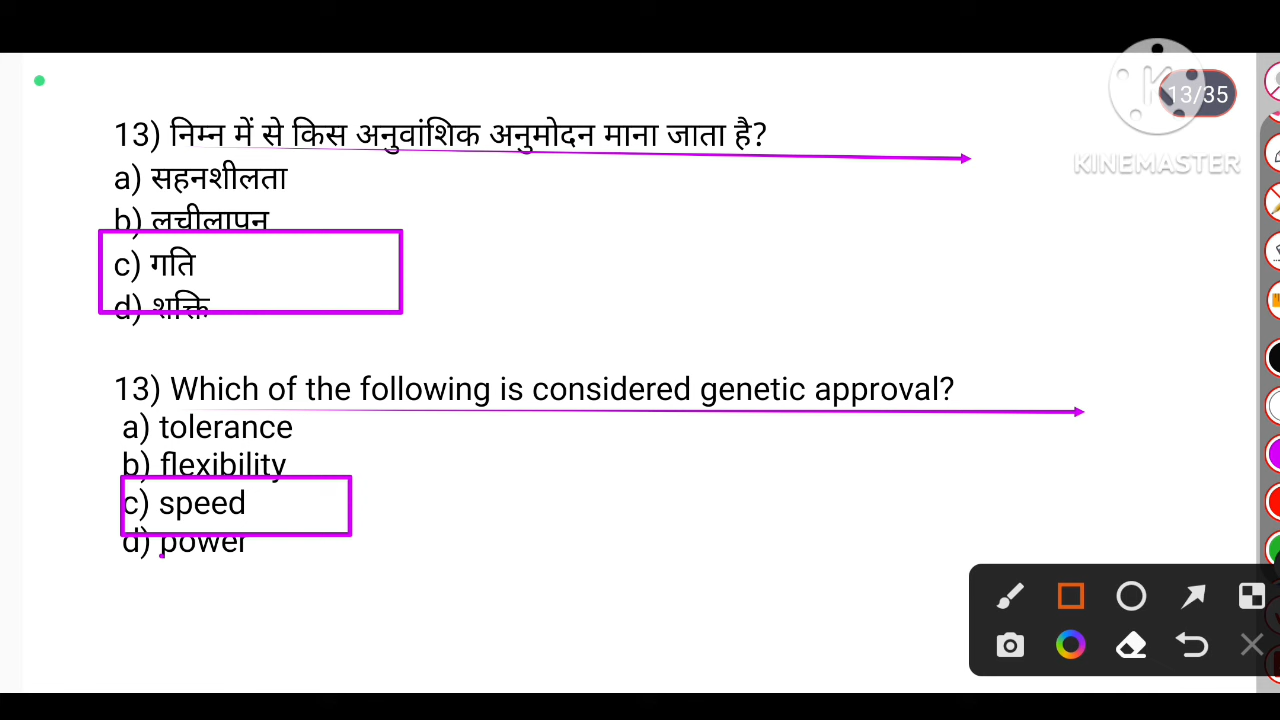 13/35
KINEMASTER
13) निम्न में से किस अनुवांशिक अनुमोदन माना जाता है?
a) सहनशीलता
b) लचीलापन
c) गति
d) शक्ति
13) Which of the following is considered genetic approval?
a) tolerance
b) flexibility
c) speed
d) power